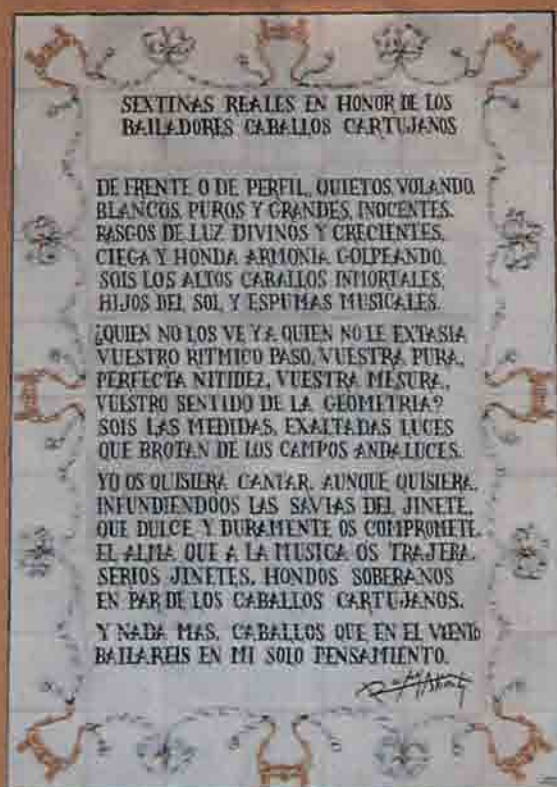 SEXTINAS REALES EN HONOR DE LOS
BAILADORES CABALLOS CARTUJANOS
DE FRENTE O DE PERFIL, QUIETOS, VOLANDO,
BLANCOS, PUROS Y GRANDES, INOCENTES,
RASGOS DE LUZ DIVINOS Y CRECIENTES,
CIEGA Y HONDA ARMONIA GOLPEANDO,
SOIS LOS ALTOS CABALLOS INMORTALES,
HIJOS DEL SOL Y ESPUMAS MUSICALES.
¿QUIEN NO LOS VE Y A QUIEN NO LE EXTASIA
VUESTRO RITMICO PASO, VUESTRA PURA,
PERFECTA NITIDEZ, VUESTRA MESURA,
VUESTRO SENTIDO DE LA GEOMETRIA?
SOIS LAS MEDIDAS, EXALTADAS LUCES
QUE BROTAN DE LOS CAMPOS ANDALUCES.
YO OS QUISIERA CANTAR, AUNQUE QUISIERA,
INFUNDIENDOOS LAS SAVIAS DEL JINETE,
QUE DULCE Y DURAMENTE OS COMPROMETE
EL ALMA QUE A LA MUSICA OS TRAJERA.
SERIOS JINETES, HONDOS SOBERANOS
EN PAR DE LOS CABALLOS CARTUJANOS.
Y NADA MAS. CABALLOS QUE EN EL VIENTO
BAILAREIS EN MI SOLO PENSAMIENTO.